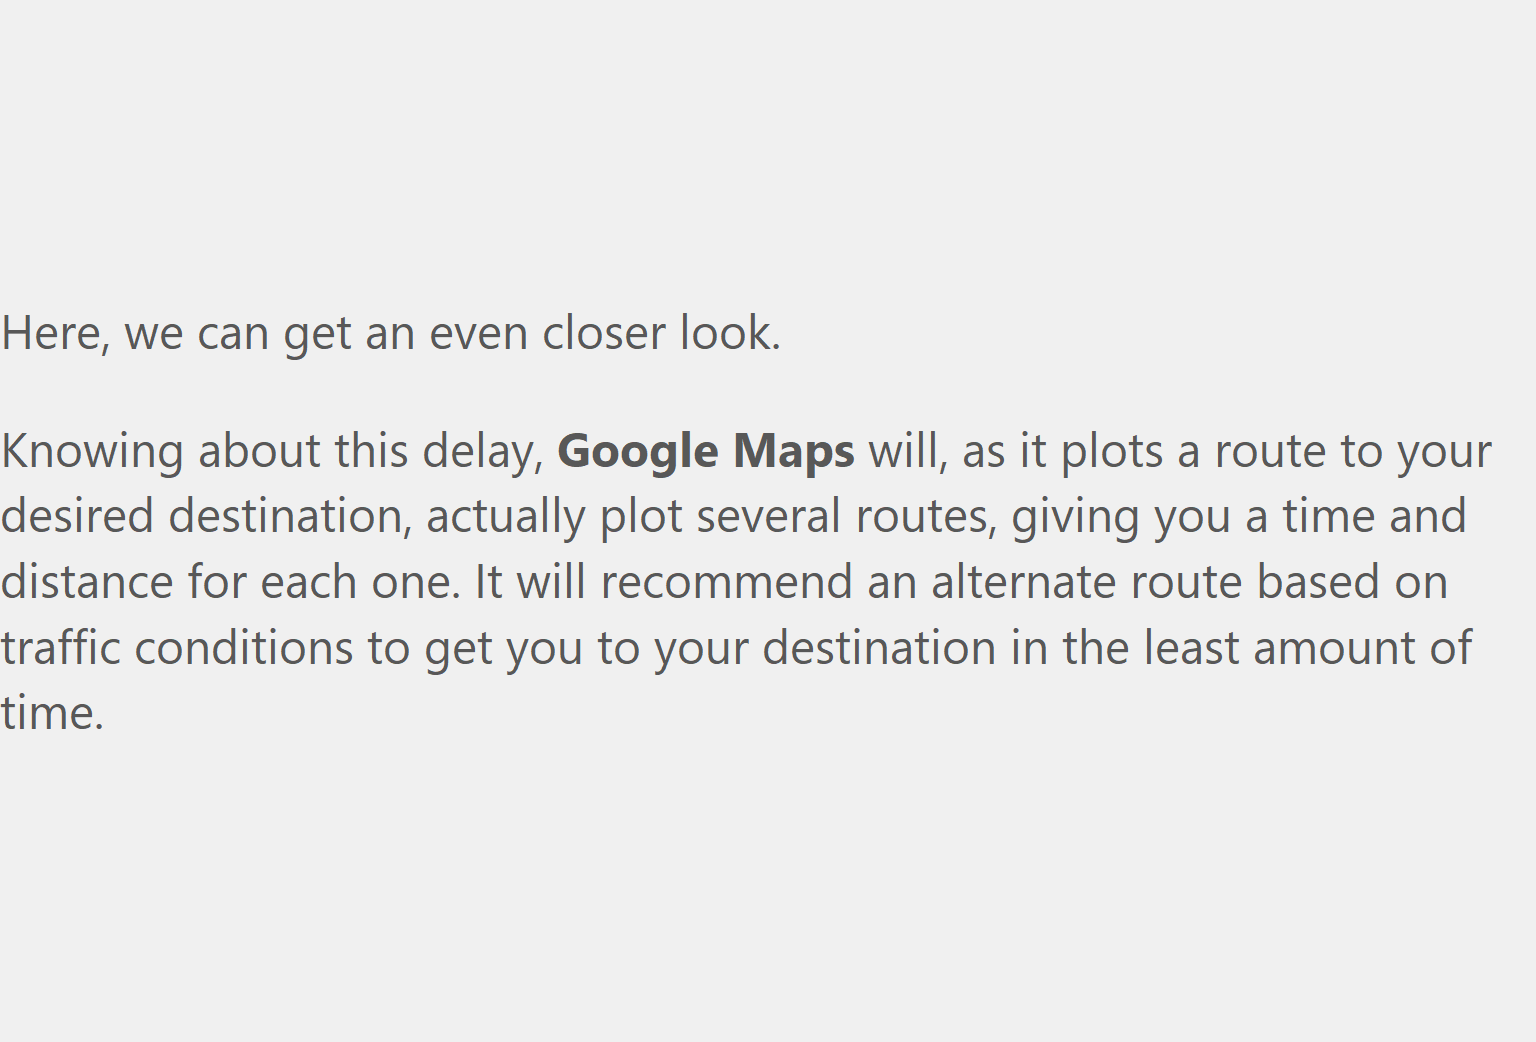 Here, we can get an even closer look.
Knowing about this delay, Google Maps will, as it plots a route to your
desired destination, actually plot several routes, giving you a time and
distance for each one. It will recommend an alternate route based on
traffic conditions to get you to your destination in the least amount of
time.